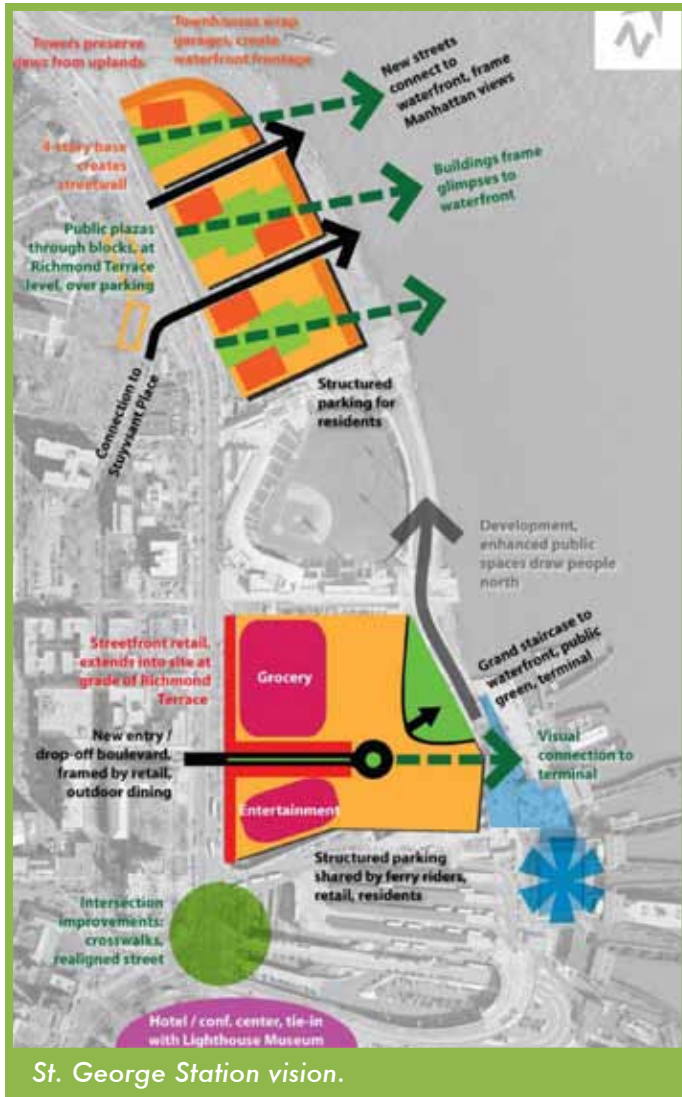 Townhouses wrap
garages, create
waterfront frontage
Towers preserve
views from uplands
N
New streets
connect to
waterfront, frame
Manhattan views
4-story base
creates
streetwall
Buildings frame
glimpses to
waterfront
Public plazas
through blocks, at
Richmond Terrace
level, over parking
Connection to
Stuyvsant Place
Structured
parking for
residents
Development,
enhanced public
spaces draw people
north
Grand staircase to
waterfront, public
green, terminal
Streetfront retail,
extends into site at
grade of Richmond
Terrace
Grocery
New entry /
drop-off boulevard,
framed by retail,
outdoor dining
Visual
connection to
terminal
Entertainment
Structured parking
shared by ferry riders,
retail, residents
Intersection
improvements:
crosswalks,
realigned street
Hotel / conf. center, tie-in
with Lighthouse Museum
St. George Station vision.